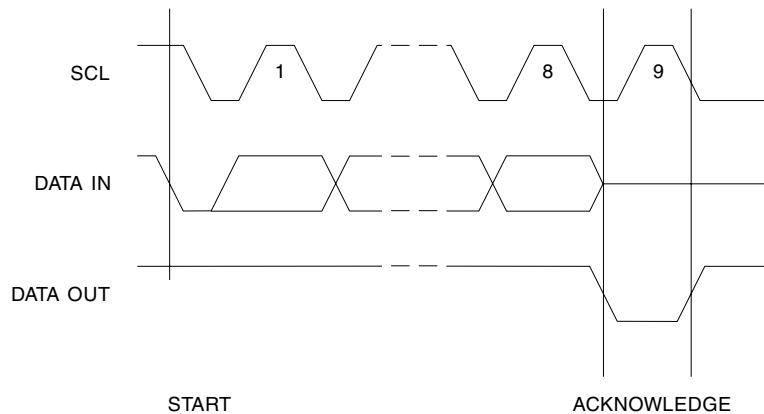 SCL
1
8
9
DATA IN
DATA OUT
START
ACKNOWLEDGE